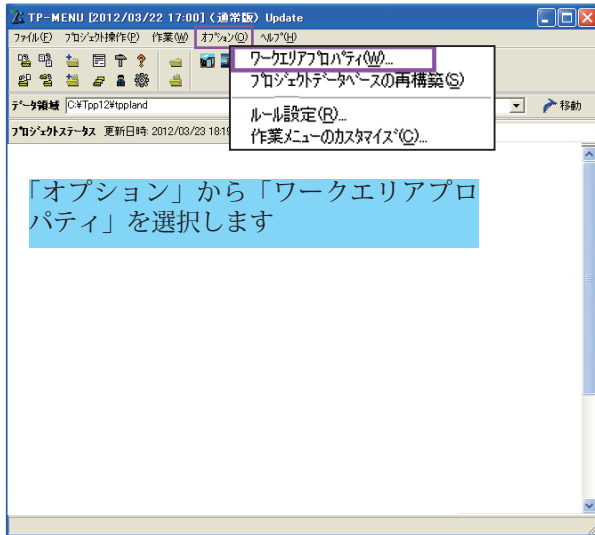 TP-MENU [2012/03/22 17:00] (通常版) Update
ファイル(F) プロジェクト操作(P) 作業(W) オプション(O) ヘルプ(H)
ワークエリアプロパティ(W)...
プロジェクトデータベースの再構築(S)
ルール設定(R)...
作業メニューのカスタマイズ(C)...
データ領域 C:¥Tpp12¥tppland 移動
プロジェクトステータス 更新日時: 2012/03/23 18:19
「オプション」から「ワークエリアプロ
パティ」を選択します